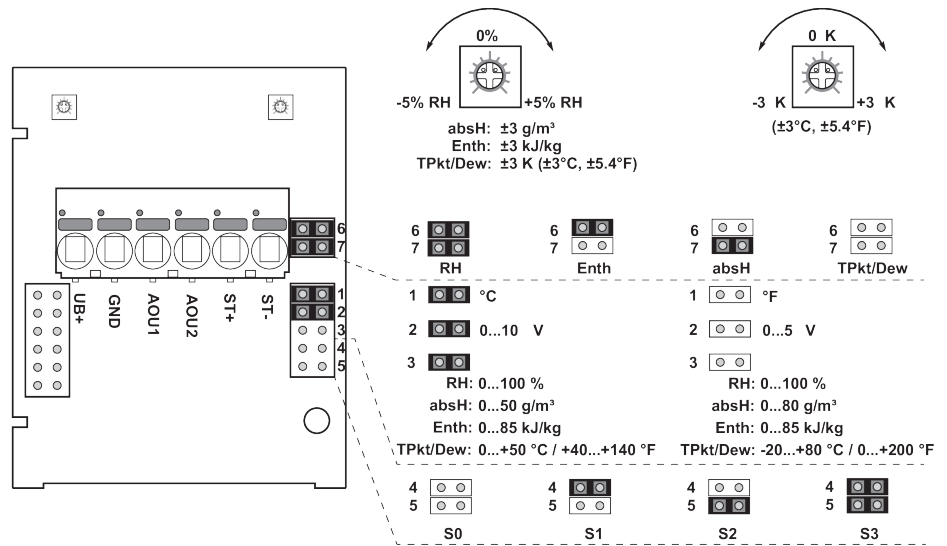 0%
-5% RH
+5% RH
absH: ±3 g/m³
Enth: ±3 kJ/kg
TPkt/Dew: ±3 K (±3°C, ±5.4°F)
0 K
-3 K
+3 K
(±3°C, ±5.4°F)
6
7
1
2
3
4
5
UB+
GND
AOU1
AOU2
ST+
ST-
6
7
RH
6
7
Enth
6
7
absH
6
7
TPkt/Dew
1 °C
1 °F
2 0...10 V
2 0...5 V
3
RH: 0...100 %
absH: 0...50 g/m³
Enth: 0...85 kJ/kg
TPkt/Dew: 0...+50 °C / +40...+140 °F
3
RH: 0...100 %
absH: 0...80 g/m³
Enth: 0...85 kJ/kg
TPkt/Dew: -20...+80 °C / 0...+200 °F
4
5
S0
4
5
S1
4
5
S2
4
5
S3